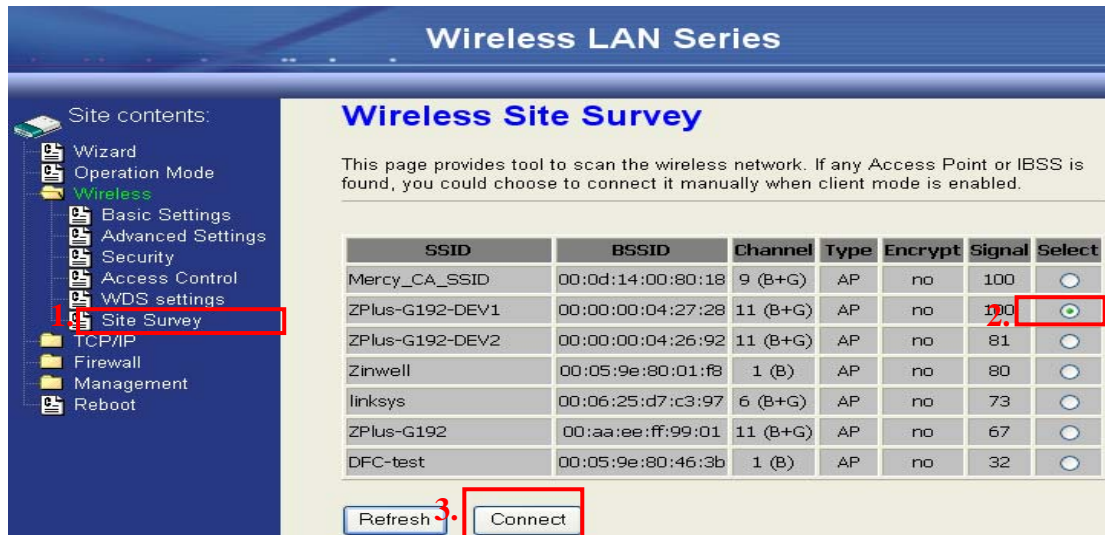 Wireless LAN Series
Site contents:
Wizard
Operation Mode
Wireless
Basic Settings
Advanced Settings
Security
Access Control
WDS settings
1. Site Survey
TCP/IP
Firewall
Management
Reboot
Wireless Site Survey
This page provides tool to scan the wireless network. If any Access Point or IBSS is
found, you could choose to connect it manually when client mode is enabled.
SSID BSSID Channel Type Encrypt Signal Select
Mercy_CA_SSID 00:0d:14:00:80:18 9 (B+G) AP no 100
ZPlus-G192-DEV1 00:00:00:04:27:28 11 (B+G) AP no 100 2.
ZPlus-G192-DEV2 00:00:00:04:26:92 11 (B+G) AP no 81
Zinwell 00:05:9e:80:01:f8 1 (B) AP no 80
linksys 00:06:25:d7:c3:97 6 (B+G) AP no 73
ZPlus-G192 00:aa:ee:ff:99:01 11 (B+G) AP no 67
DFC-test 00:05:9e:80:46:3b 1 (B) AP no 32
Refresh 3. Connect